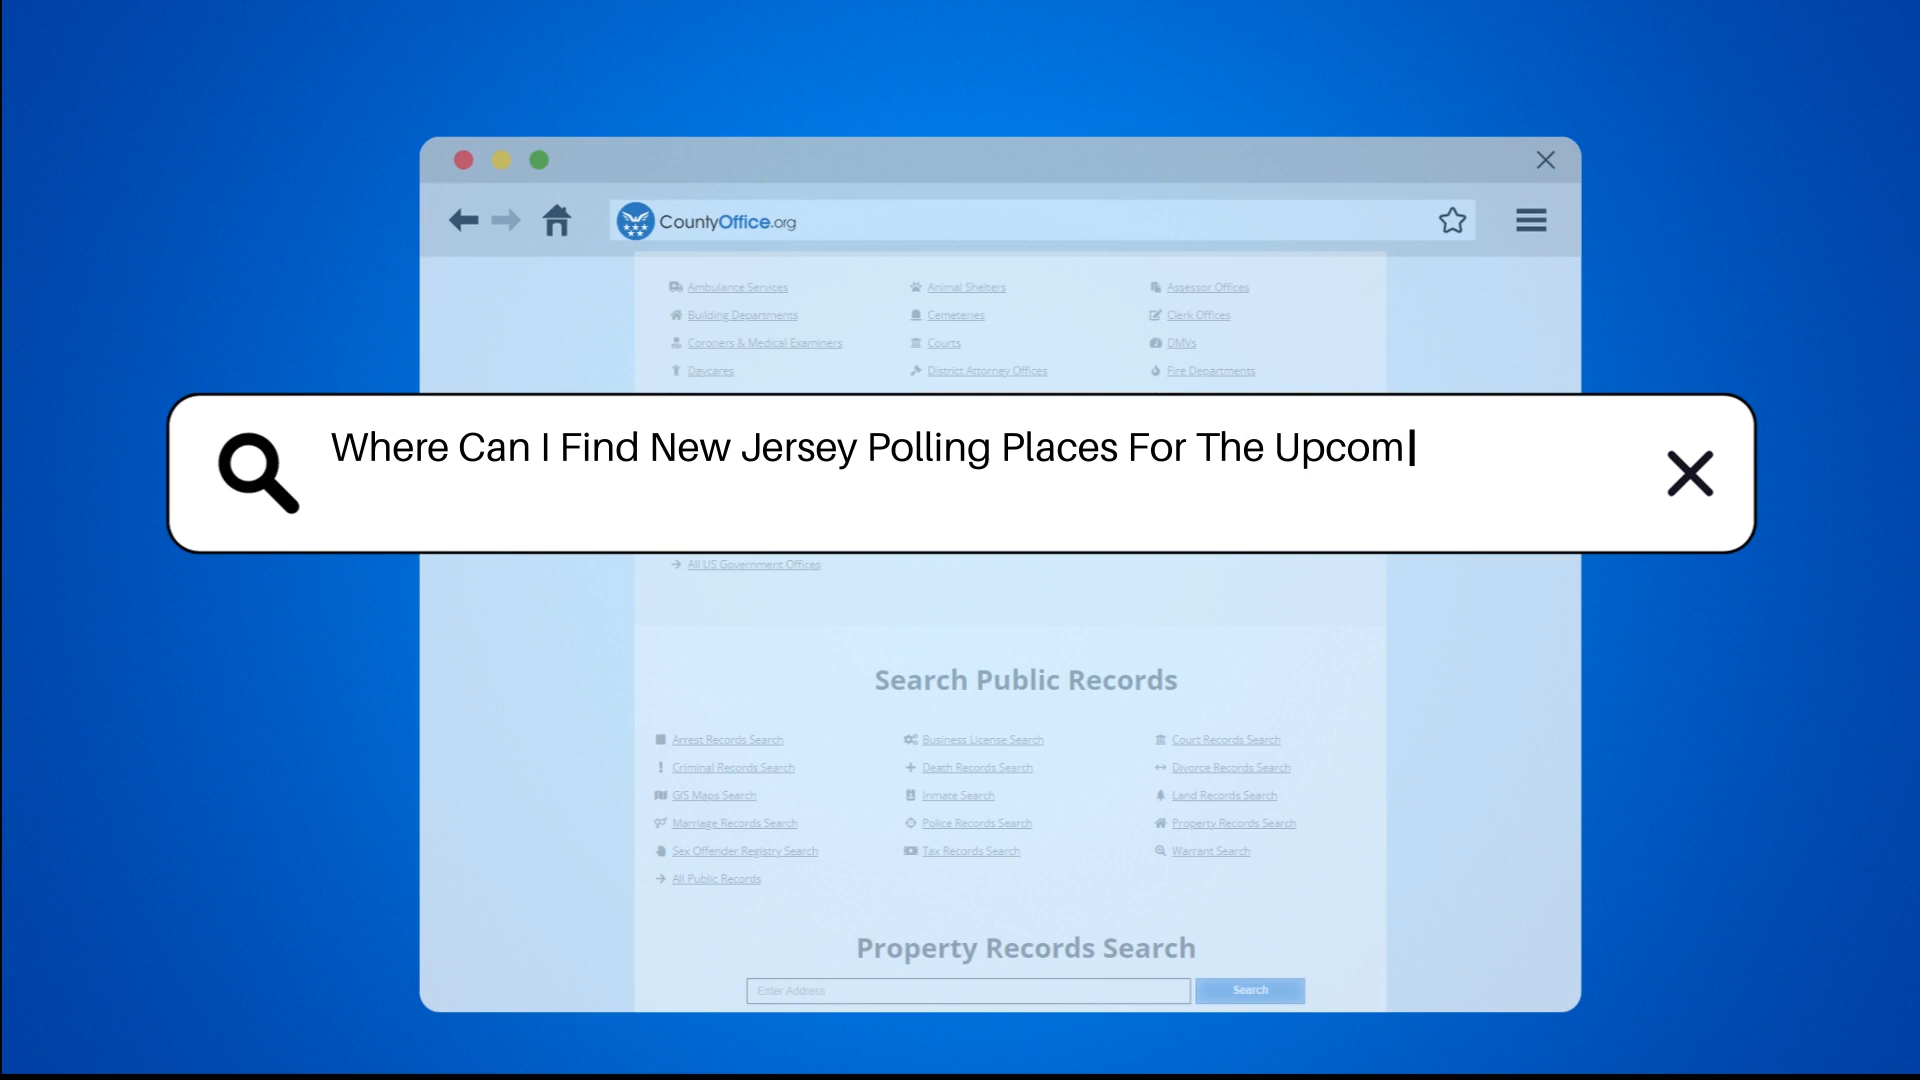 CountyOffice.org
Ambulance Services Animal Shelters Assessor Offices
Building Departments Cemeteries Clerk Offices
Coroners & Medical Examiners Courts DMVs
Daycares District Attorney Offices Fire Departments
Where Can I Find New Jersey Polling Places For The Upcom
All US Government Offices
Search Public Records
Arrest Records Search Business License Search Court Records Search
Criminal Records Search Death Records Search Divorce Records Search
GIS Maps Search Inmate Search Land Records Search
Marriage Records Search Police Records Search Property Records Search
Sex Offender Registry Search Tax Records Search Warrant Search
All Public Records
Property Records Search
Enter Address Search